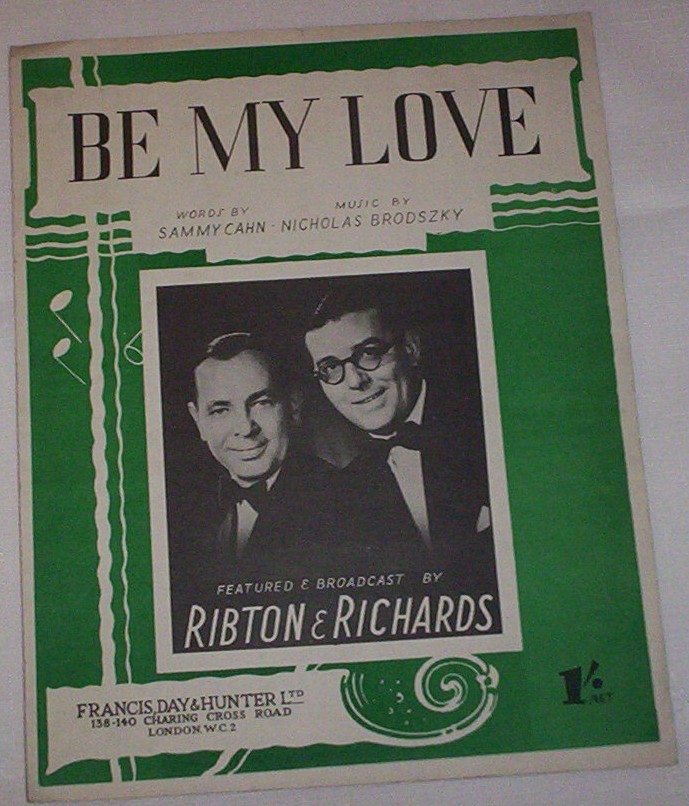 BE MY LOVE
WORDS BY MUSIC BY
SAMMY CAHN - NICHOLAS BRODSZKY
FEATURED & BROADCAST BY
RIBTON & RICHARDS
FRANCIS, DAY & HUNTER LTD
138-140 CHARING CROSS ROAD
LONDON. W.C.2
1/-
NET